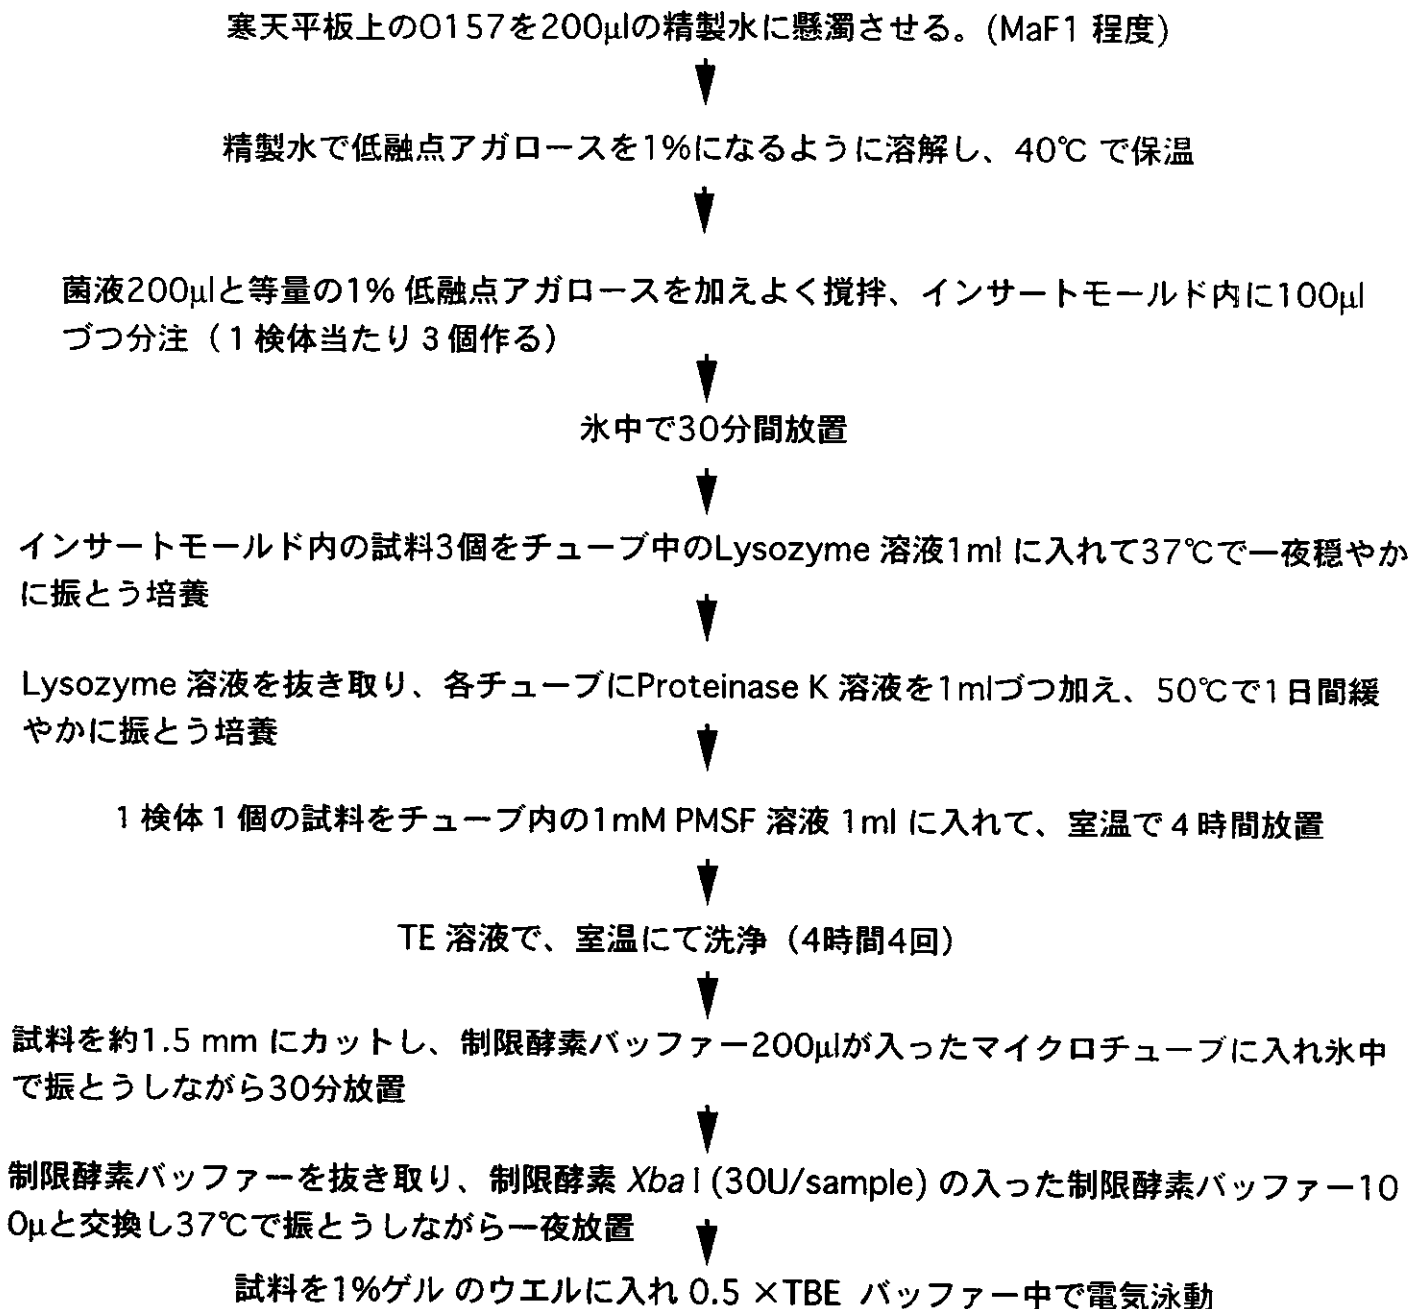 寒天平板上のO157を200μlの精製水に懸濁させる。(MaF1 程度)
精製水で低融点アガロースを1%になるように溶解し、40℃ で保温
菌液200μlと等量の1% 低融点アガロースを加えよく撹拌、インサートモールド内に100μl
づつ分注（１検体当たり３個作る）
氷中で30分間放置
インサートモールド内の試料3個をチューブ中のLysozyme 溶液1ml に入れて37℃で一夜穏やか
に振とう培養
Lysozyme 溶液を抜き取り、各チューブにProteinase K 溶液を1mlづつ加え、50℃で1日間緩
やかに振とう培養
１検体１個の試料をチューブ内の1mM PMSF 溶液 1ml に入れて、室温で４時間放置
TE 溶液で、室温にて洗浄（4時間4回）
試料を約1.5 mm にカットし、制限酵素バッファー200μlが入ったマイクロチューブに入れ氷中
で振とうしながら30分放置
制限酵素バッファーを抜き取り、制限酵素 Xba I (30U/sample) の入った制限酵素バッファー10
0μと交換し37℃で振とうしながら一夜放置
試料を1%ゲル のウエルに入れ 0.5 ×TBE バッファー中で電気泳動